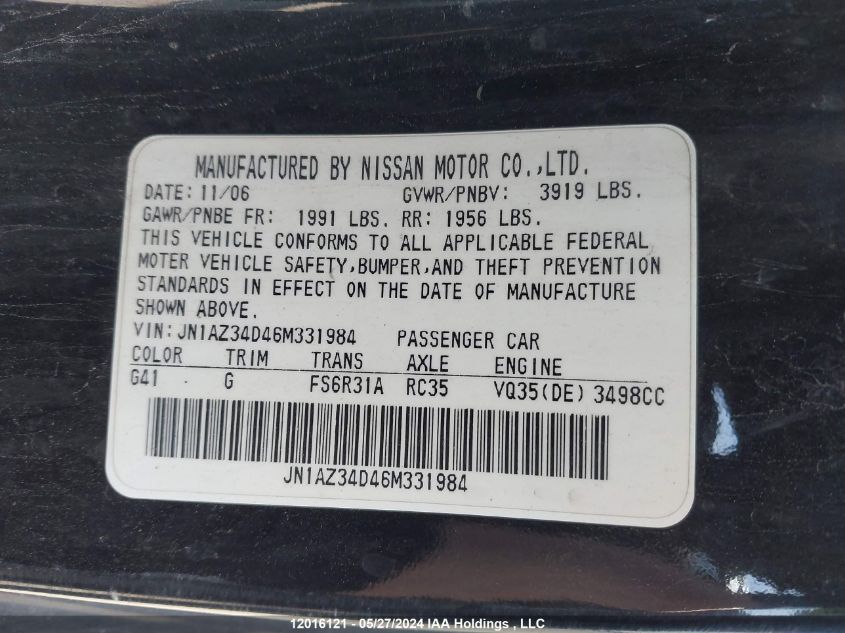 MANUFACTURED BY NISSAN MOTOR CO.,LTD.
DATE: 11/06 GVWR/PNBV: 3919 LBS.
GAWR/PNBE FR: 1991 LBS. RR: 1956 LBS.
THIS VEHICLE CONFORMS TO ALL APPLICABLE FEDERAL
MOTER VEHICLE SAFETY,BUMPER,AND THEFT PREVENTION
STANDARDS IN EFFECT ON THE DATE OF MANUFACTURE
SHOWN ABOVE.
VIN: JN1AZ34D46M331984 PASSENGER CAR
COLOR TRIM TRANS AXLE ENGINE
G41 G FS6R31A RC35 VQ35(DE) 3498CC
JN1AZ34D46M331984
12016121 - 05/27/2024 IAA Holdings , LLC